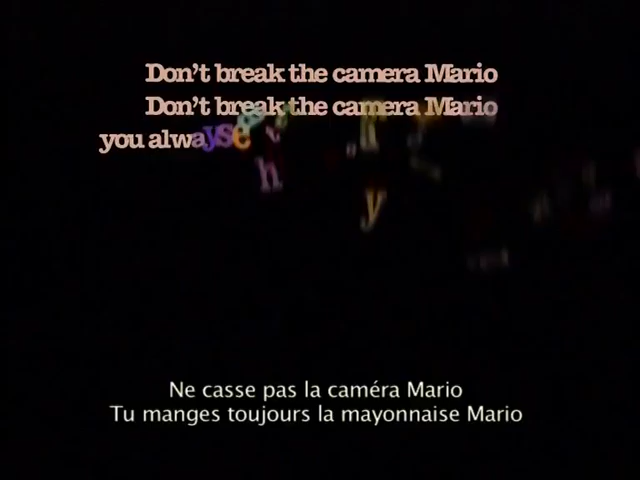 Don't break the camera Mario
Don't break the camera Mario
you always
Ne casse pas la caméra Mario
Tu manges toujours la mayonnaise Mario